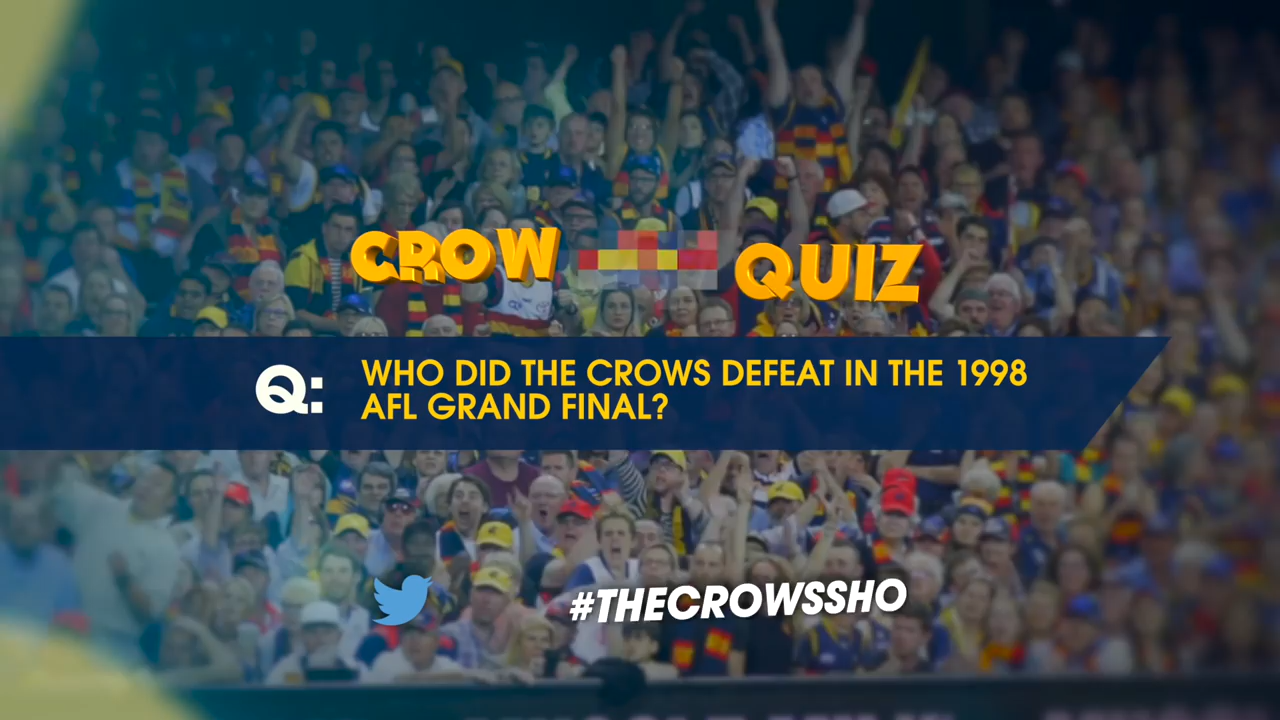 CROW QUIZ
Q: WHO DID THE CROWS DEFEAT IN THE 1998
AFL GRAND FINAL?
#THECROWSSHO